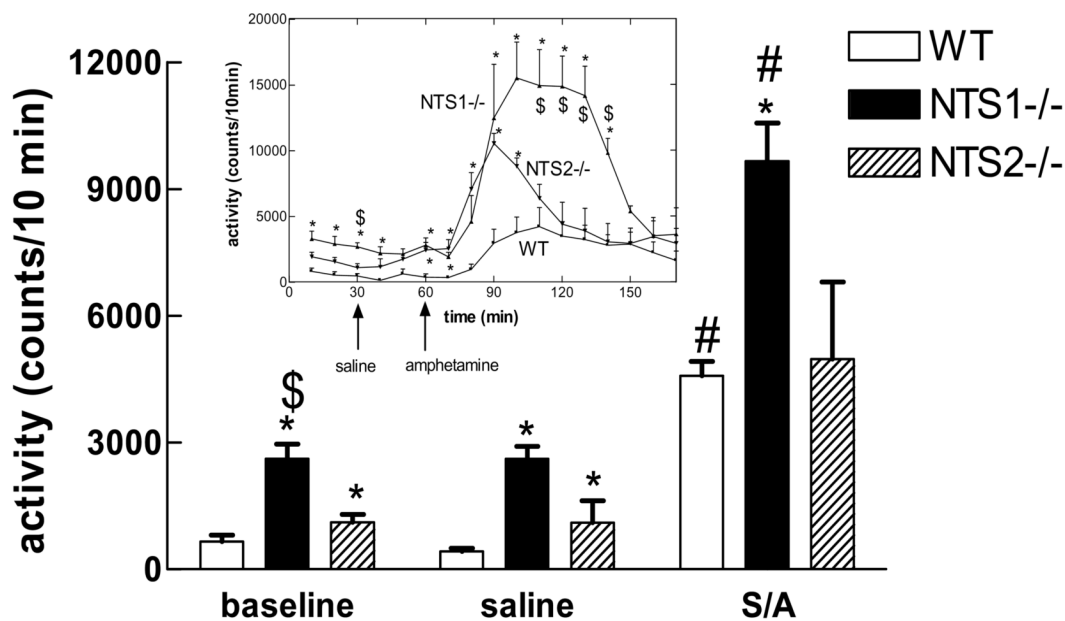 activity (counts/10 min)
12000
9000
6000
3000
0
baseline
saline
S/A
WT
NTS1-/-
NTS2-/-
$
*
*
*
*
#
#
*
activity (counts/10min)
20000
15000
10000
5000
0
0 30 60 90 120 150
time (min)
saline
amphetamine
NTS1-/-
NTS2-/-
WT
* * * * * * * * * *
$ $ $ $ $
* * * * * * *